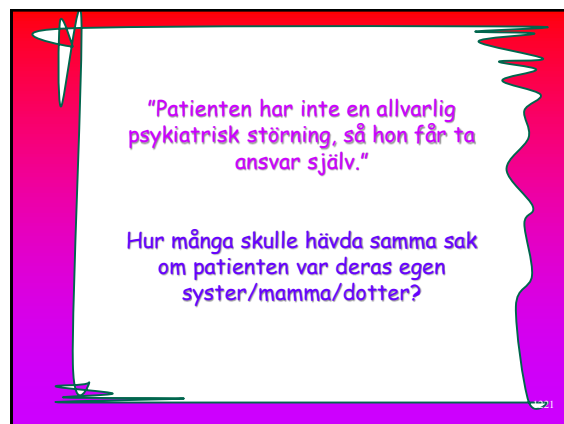 ”Patienten har inte en allvarlig
psykiatrisk störning, så hon får ta
ansvar själv.”
Hur många skulle hävda samma sak
om patienten var deras egen
syster/mamma/dotter?